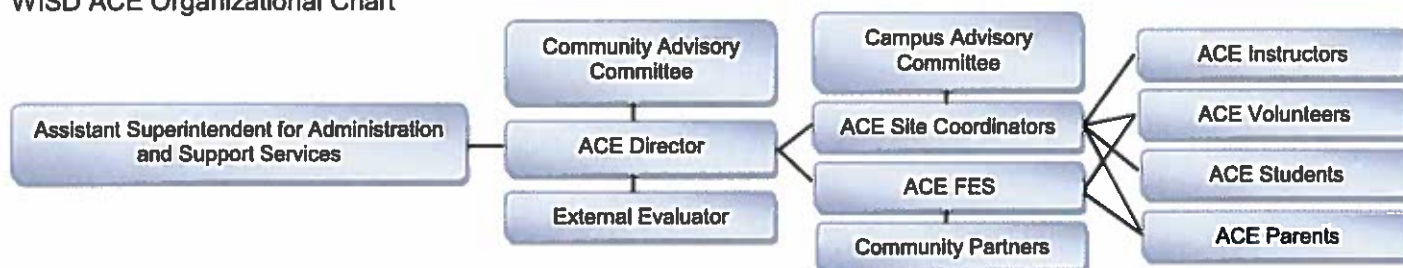 WISD ACE Organizational Chart
Assistant Superintendent for Administration
and Support Services
Community Advisory
Committee
ACE Director
External Evaluator
Campus Advisory
Committee
ACE Site Coordinators
ACE FES
Community Partners
ACE Instructors
ACE Volunteers
ACE Students
ACE Parents